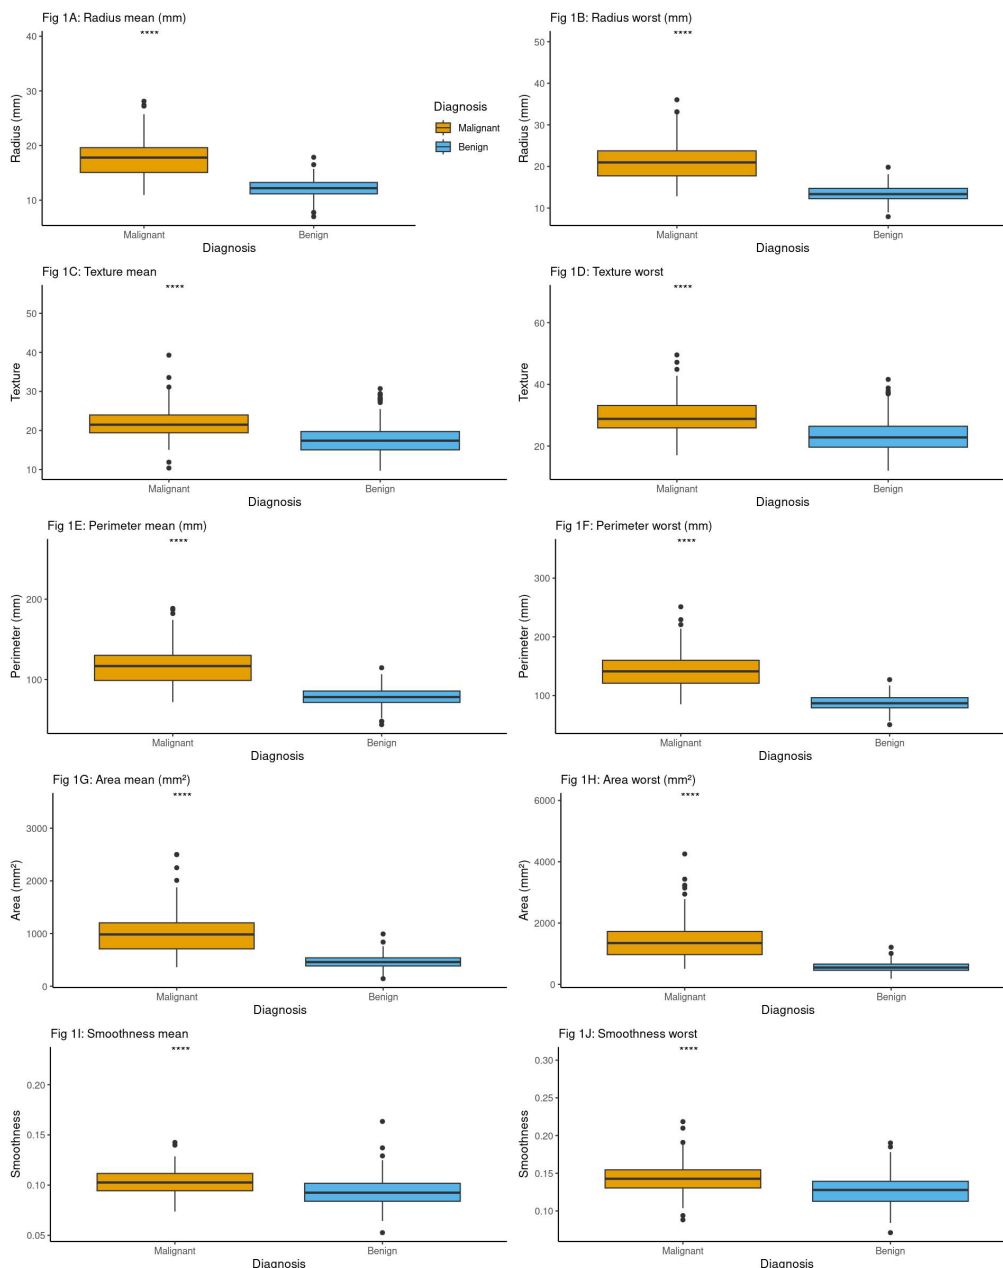 Fig 1A: Radius mean (mm)
****
Radius (mm)
40
30
20
10
Malignant
Benign
Diagnosis
Diagnosis
Malignant
Benign
Fig 1B: Radius worst (mm)
****
Radius (mm)
50
40
30
20
10
Malignant
Benign
Diagnosis
Fig 1C: Texture mean
****
Texture
50
40
30
20
10
Malignant
Benign
Diagnosis
Fig 1D: Texture worst
****
Texture
60
40
20
Malignant
Benign
Diagnosis
Fig 1E: Perimeter mean (mm)
****
Perimeter (mm)
200
100
Malignant
Benign
Diagnosis
Fig 1F: Perimeter worst (mm)
****
Perimeter (mm)
300
200
100
Malignant
Benign
Diagnosis
Fig 1G: Area mean (mm²)
****
Area (mm²)
3000
2000
1000
0
Malignant
Benign
Diagnosis
Fig 1H: Area worst (mm²)
****
Area (mm²)
6000
4000
2000
0
Malignant
Benign
Diagnosis
Fig 1I: Smoothness mean
****
Smoothness
0.20
0.15
0.10
0.05
Malignant
Benign
Diagnosis
Fig 1J: Smoothness worst
****
Smoothness
0.30
0.25
0.20
0.15
0.10
Malignant
Benign
Diagnosis